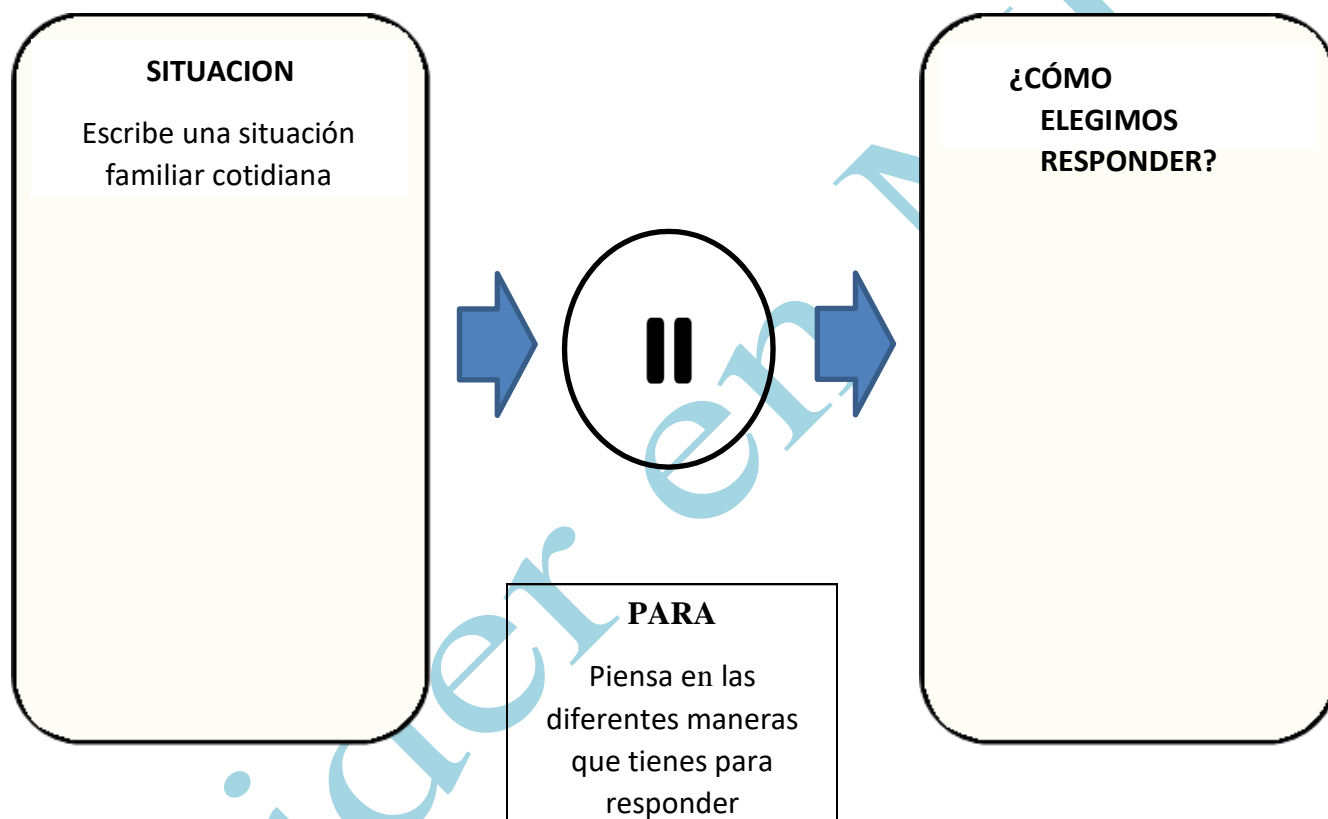 SITUACION
Escribe una situación
familiar cotidiana
¿CÓMO
ELEGIMOS
RESPONDER?
PARA
Piensa en las
diferentes maneras
que tienes para
responder